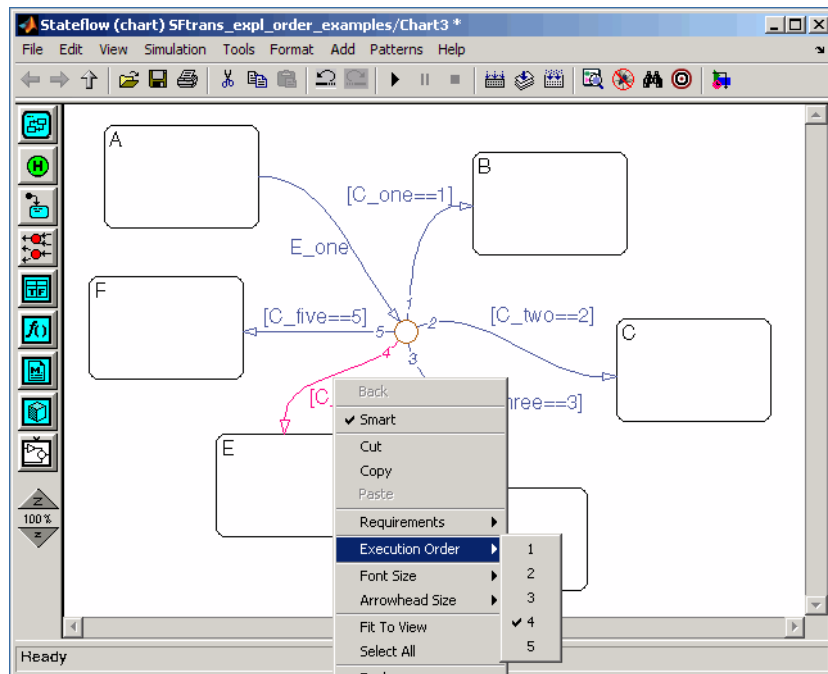 Stateflow (chart) SFtrans_expl_order_examples/Chart3 *
File Edit View Simulation Tools Format Add Patterns Help
A
B
[C_one==1]
E_one
F
[C_five==5]
[C_two==2]
C
1
2
3
4
5
[C_
hree==3]
E
Back
Smart
Cut
Copy
Paste
Requirements
Execution Order
Font Size
Arrowhead Size
Fit To View
Select All
1
2
3
4
5
100%
Ready